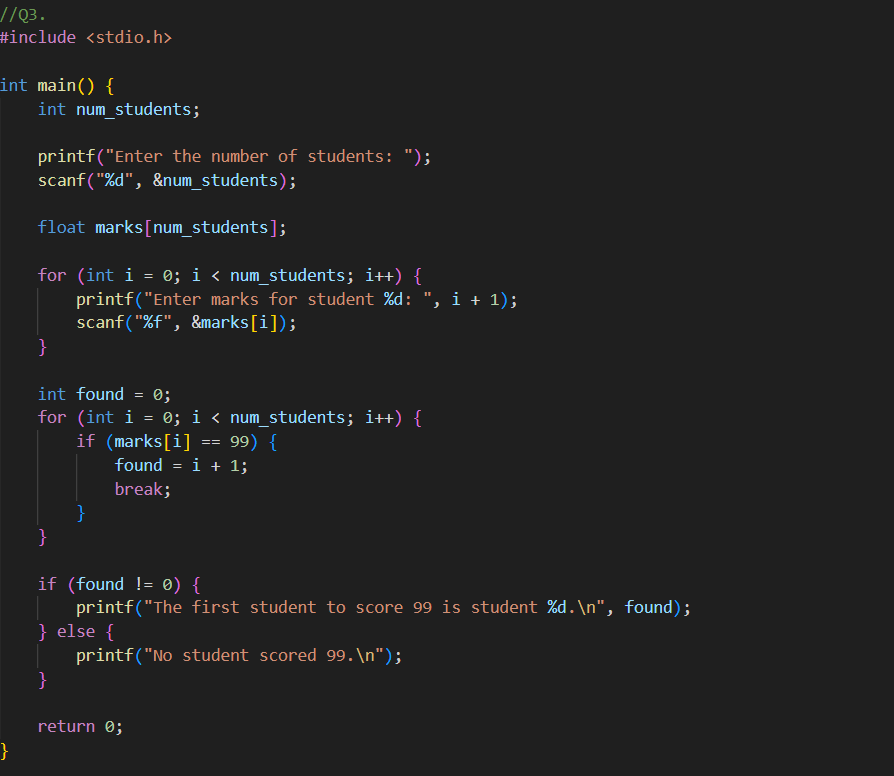 //Q3.
#include <stdio.h>
int main() {
    int num_students;
    printf("Enter the number of students: ");
    scanf("%d", &num_students);
    float marks[num_students];
    for (int i = 0; i < num_students; i++) {
        printf("Enter marks for student %d: ", i + 1);
        scanf("%f", &marks[i]);
    }
    int found = 0;
    for (int i = 0; i < num_students; i++) {
        if (marks[i] == 99) {
            found = i + 1;
            break;
        }
    }
    if (found != 0) {
        printf("The first student to score 99 is student %d.\n", found);
    } else {
        printf("No student scored 99.\n");
    }
    return 0;
}